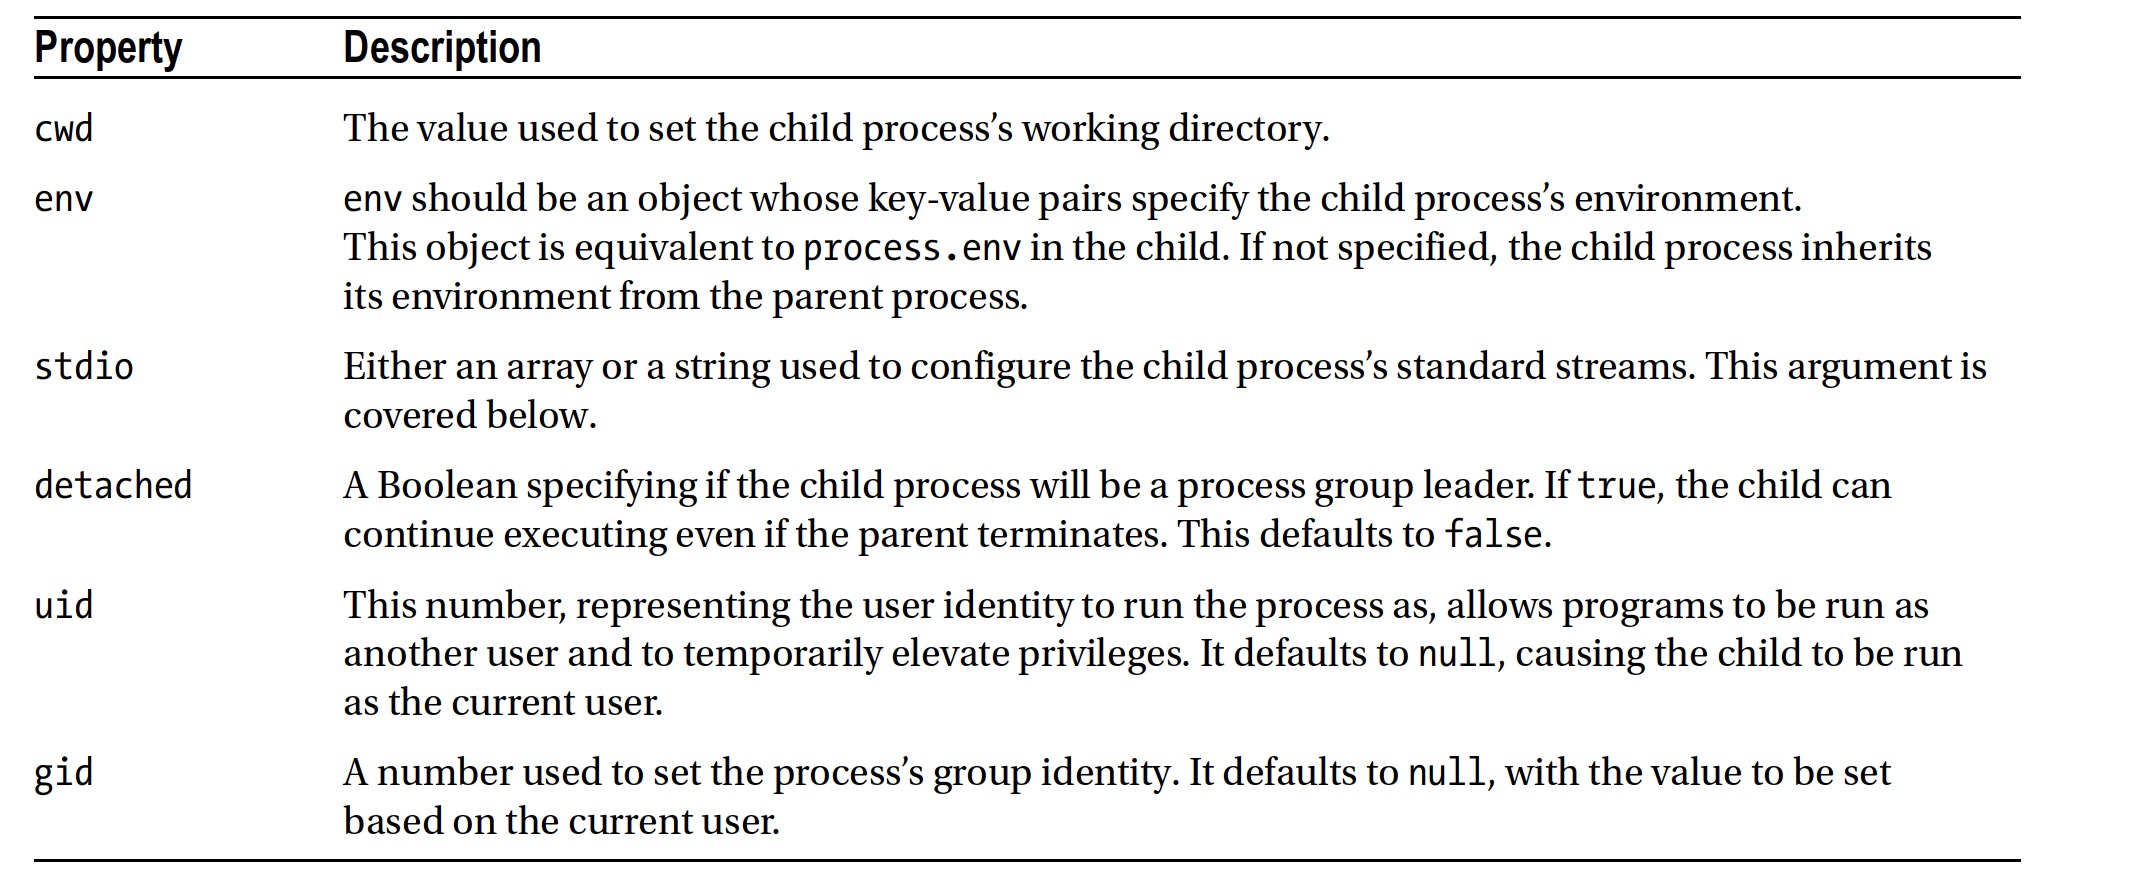 Property Description
cwd The value used to set the child process’s working directory.
env env should be an object whose key-value pairs specify the child process’s environment.
This object is equivalent to process.env in the child. If not specified, the child process inherits
its environment from the parent process.
stdio Either an array or a string used to configure the child process’s standard streams. This argument is
covered below.
detached A Boolean specifying if the child process will be a process group leader. If true, the child can
continue executing even if the parent terminates. This defaults to false.
uid This number, representing the user identity to run the process as, allows programs to be run as
another user and to temporarily elevate privileges. It defaults to null, causing the child to be run
as the current user.
gid A number used to set the process’s group identity. It defaults to null, with the value to be set
based on the current user.